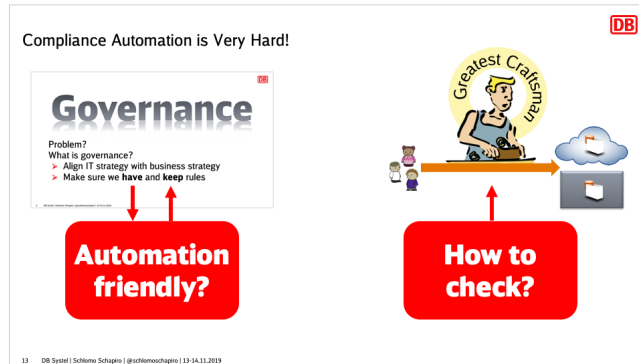 DB
Compliance Automation is Very Hard!
DB
Governance
Problem?
What is governance?
➢ Align IT strategy with business strategy
➢ Make sure we have and keep rules
Automation
friendly?
Greatest Craftsman
How to
check?
13 DB Systel | Schlomo Schapiro | @schlomoschapiro | 13-14.11.2019